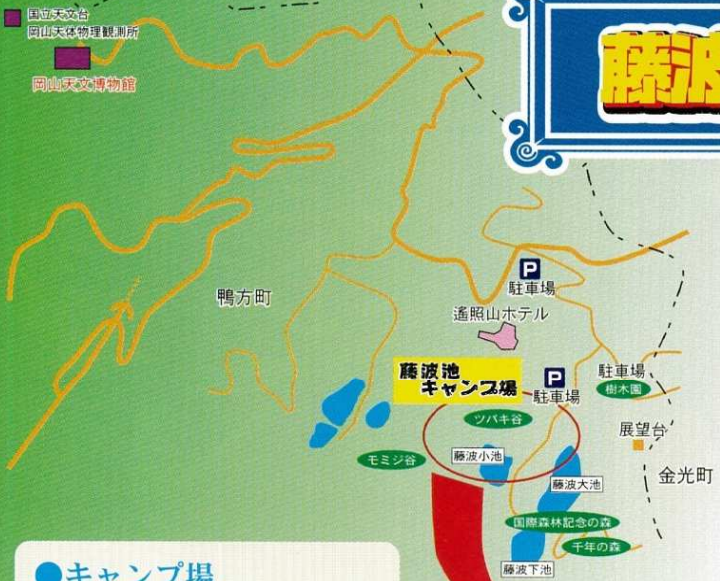 国立天文台
岡山天体物理観測所
岡山天文博物館
藤波
鴨方町
P
駐車場
遙照山ホテル
藤波池
キャンプ場
P
駐車場
駐車場
樹木園
ツバキ谷
展望台
モミジ谷
藤波小池
藤波大池
金光町
国際森林記念の森
千年の森
藤波下池
●キャンプ場